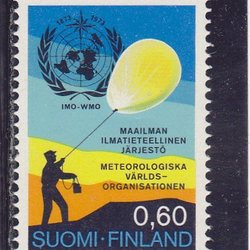 1873 1973
IMO-WMO
MAAILMAN
ILMATIETEELLINEN
JÄRJESTÖ
METEOROLOGISKA
VÄRLDS-
ORGANISATIONEN
0,60
SUOMI·FINLAND